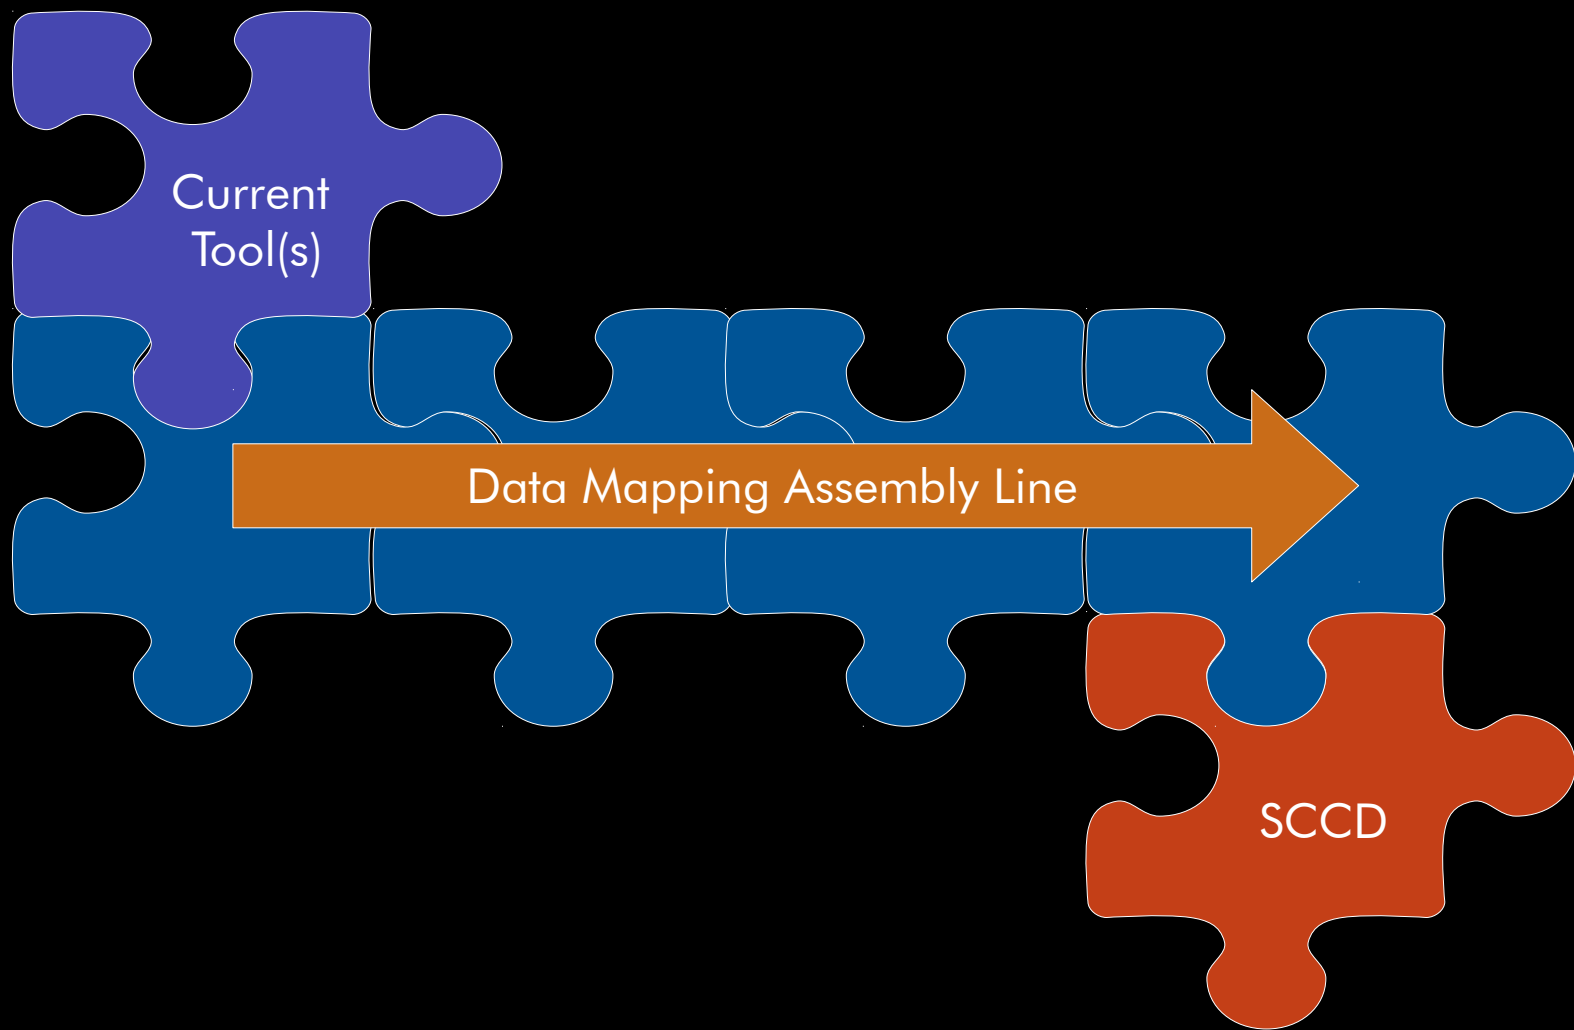 Current
Tool(s)
Data Mapping Assembly Line
SCCD